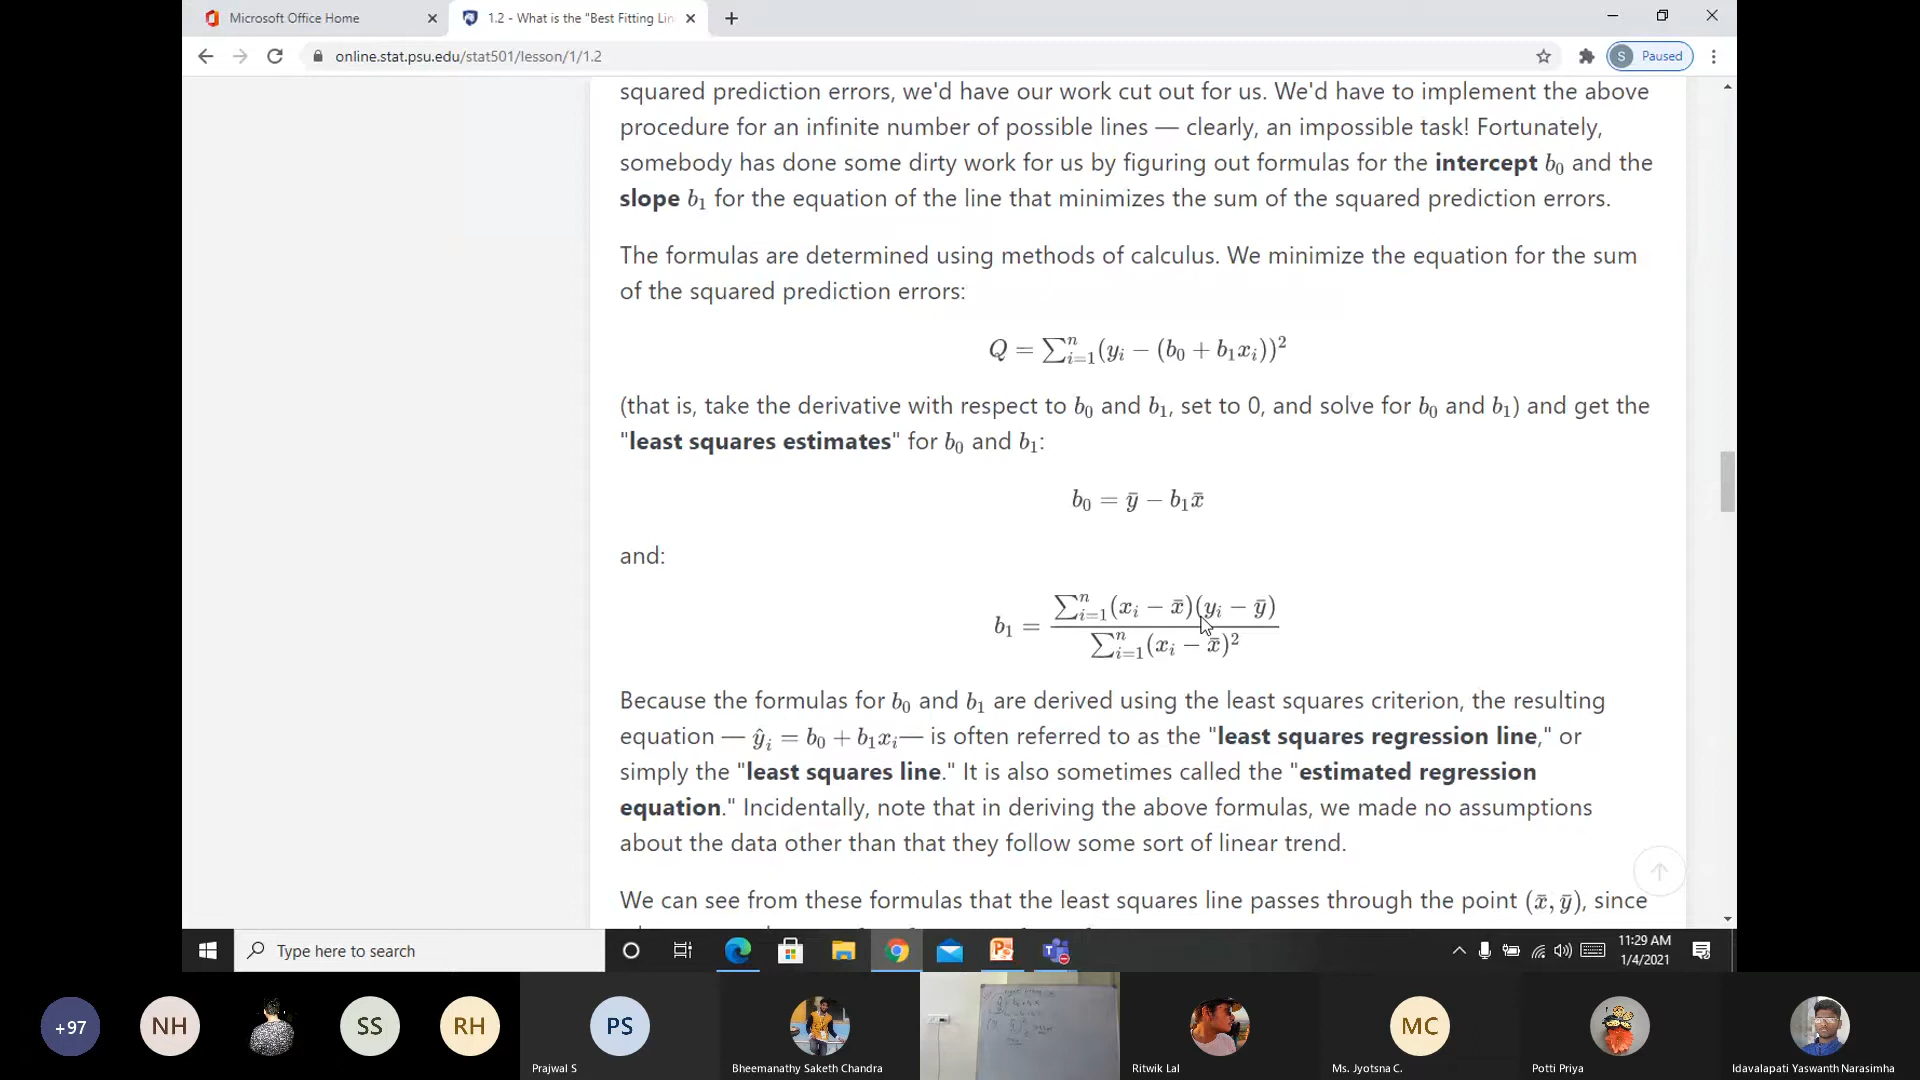 Microsoft Office Home
1.2 - What is the "Best Fitting Lin
online.stat.psu.edu/stat501/lesson/1/1.2
S Paused
squared prediction errors, we'd have our work cut out for us. We'd have to implement the above
procedure for an infinite number of possible lines — clearly, an impossible task! Fortunately,
somebody has done some dirty work for us by figuring out formulas for the intercept b₀ and the
slope b₁ for the equation of the line that minimizes the sum of the squared prediction errors.
The formulas are determined using methods of calculus. We minimize the equation for the sum
of the squared prediction errors:
Q = ∑ⁿᵢ₌₁(yᵢ − (b₀ + b₁xᵢ))²
(that is, take the derivative with respect to b₀ and b₁, set to 0, and solve for b₀ and b₁) and get the
"least squares estimates" for b₀ and b₁:
b₀ = ȳ − b₁x̄
and:
b₁ = ∑ⁿᵢ₌₁(xᵢ − x̄)(yᵢ − ȳ)
∑ⁿᵢ₌₁(xᵢ − x̄)²
Because the formulas for b₀ and b₁ are derived using the least squares criterion, the resulting
equation — ŷᵢ = b₀ + b₁xᵢ— is often referred to as the "least squares regression line," or
simply the "least squares line." It is also sometimes called the "estimated regression
equation." Incidentally, note that in deriving the above formulas, we made no assumptions
about the data other than that they follow some sort of linear trend.
We can see from these formulas that the least squares line passes through the point (x̄, ȳ), since
Type here to search
11:29 AM
1/4/2021
+97
NH
SS
RH
PS
MC
Prajwal S
Bheemanathy Saketh Chandra
Ritwik Lal
Ms. Jyotsna C.
Potti Priya
Idavalapati Yaswanth Narasimha